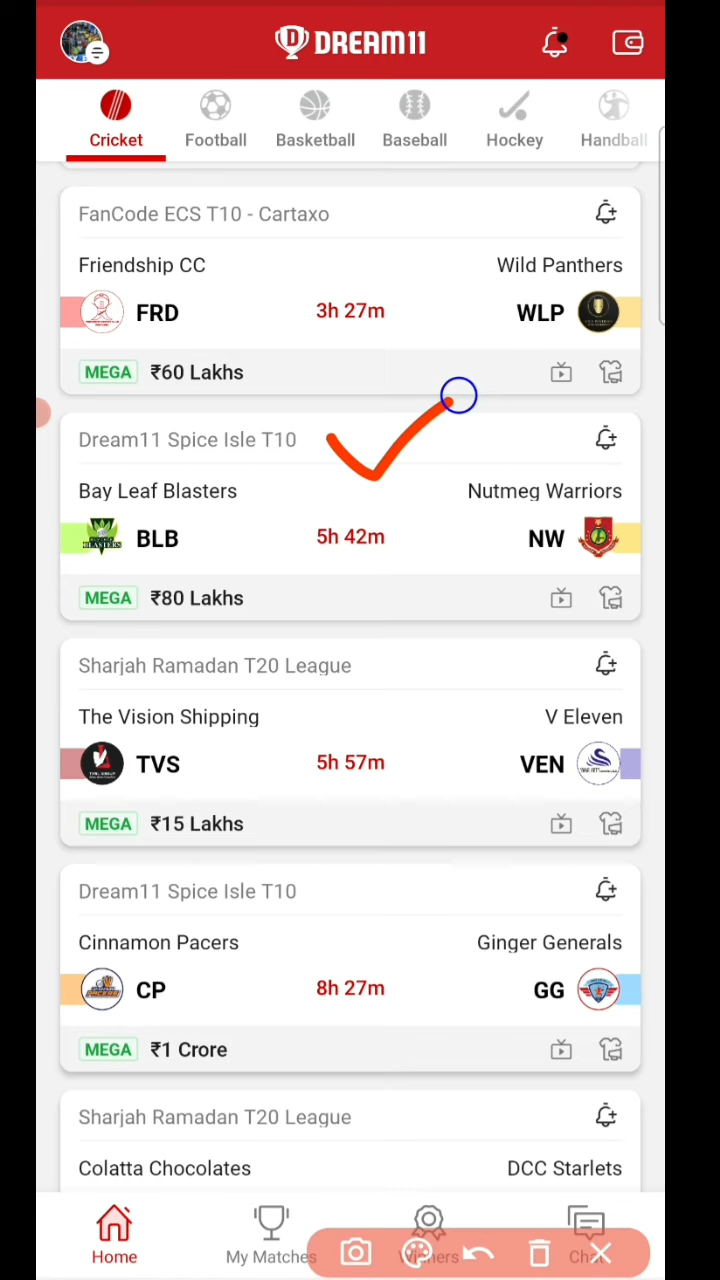 DREAM11
Cricket Football Basketball Baseball Hockey Handball
FanCode ECS T10 - Cartaxo
Friendship CC Wild Panthers
FRD 3h 27m WLP
MEGA ₹60 Lakhs
Dream11 Spice Isle T10
Bay Leaf Blasters Nutmeg Warriors
BLB 5h 42m NW
MEGA ₹80 Lakhs
Sharjah Ramadan T20 League
The Vision Shipping V Eleven
TVS 5h 57m VEN
MEGA ₹15 Lakhs
Dream11 Spice Isle T10
Cinnamon Pacers Ginger Generals
CP 8h 27m GG
MEGA ₹1 Crore
Sharjah Ramadan T20 League
Colatta Chocolates DCC Starlets
Home My Matches Winners Chat